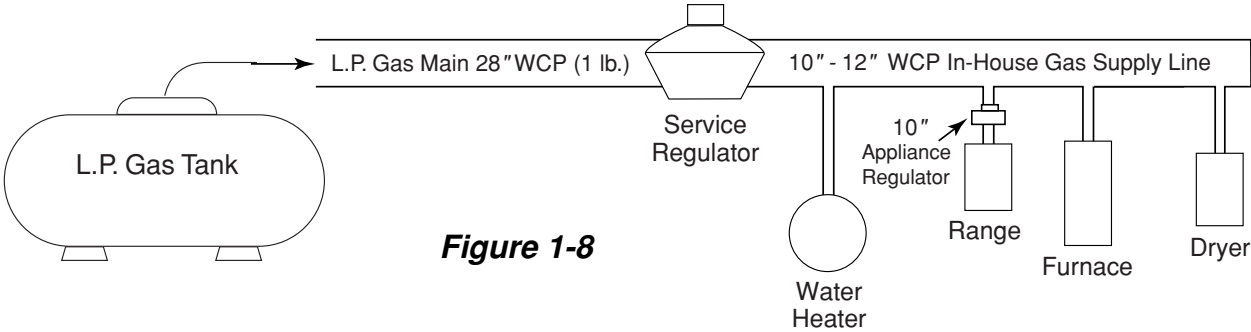 L.P. Gas Main 28" WCP (1 lb.)
10" - 12" WCP In-House Gas Supply Line
L.P. Gas Tank
Service
Regulator
10"
Appliance
Regulator
Range
Furnace
Dryer
Water
Heater
Figure 1-8